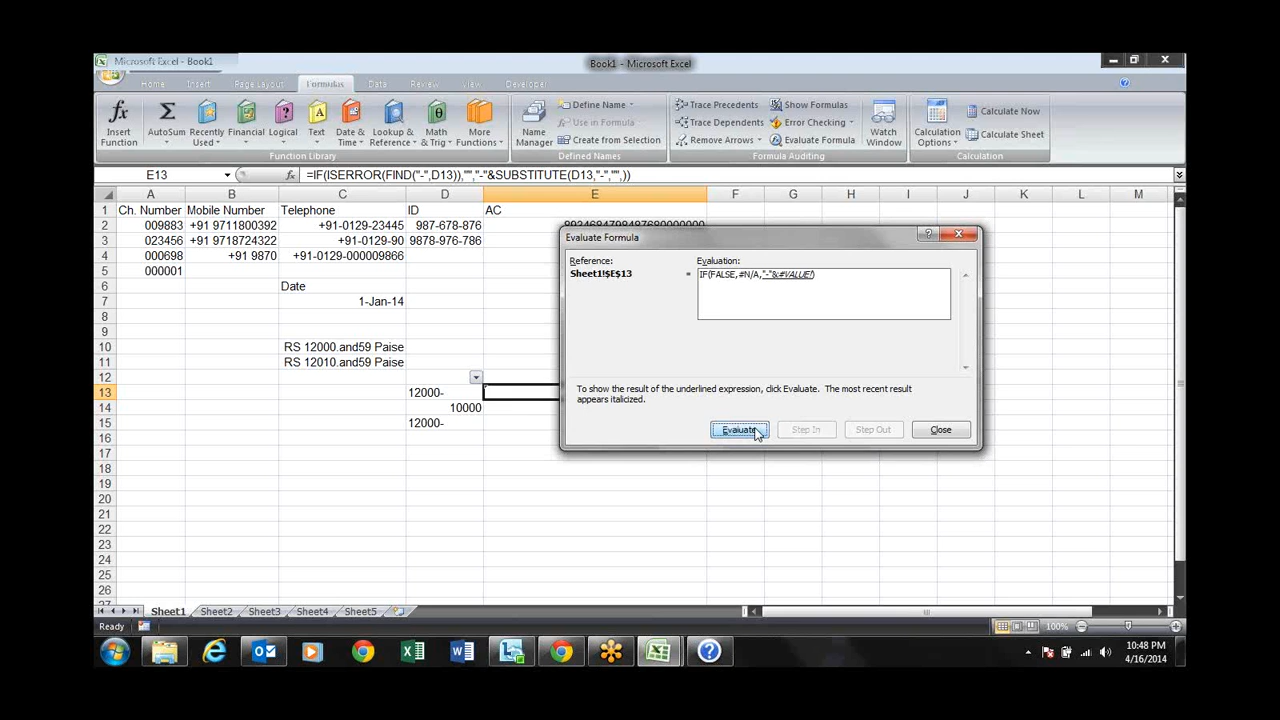 Microsoft Excel - Book1
Book1 - Microsoft Excel
Home Insert Page Layout Formulas Data Review View Developer
fx Insert Function
Σ AutoSum
Recently Used
Financial
Logical
Text
Date & Time
Lookup & Reference
Math & Trig
More Functions
Function Library
Name Manager
Define Name
Use in Formula
Create from Selection
Defined Names
Trace Precedents
Trace Dependents
Remove Arrows
Show Formulas
Error Checking
Evaluate Formula
Watch Window
Formula Auditing
Calculation Options
Calculate Now
Calculate Sheet
Calculation
E13 fx =IF(ISERROR(FIND("-",D13)),"","-"&SUBSTITUTE(D13,"-","",))
A B C D E F G H I J K L M
1 Ch. Number Mobile Number Telephone ID AC
2 009883 +91 9711800392 +01-0129-23445 987-678-876
3 023456 +91 9718724322 +01-0129-90 9878-976-786
4 000698 +91 9870 +01-0129-000009866
5 000001
6 Date
7 1-Jan-14
8
9
10 RS 12000.and59 Paise
11 RS 12010.and59 Paise
12
13 12000-
14 10000
15 12000-
16
17
18
19
20
21
22
23
24
25
26
Evaluate Formula
Reference:
Sheet1!$E$13
Evaluation:
= IF(FALSE,#N/A,"-"&#VALUE!)
To show the result of the underlined expression, click Evaluate. The most recent result
appears italicized.
Evaluate Step In Step Out Close
Sheet1 Sheet2 Sheet3 Sheet4 Sheet5
Ready 100%
10:48 PM
4/16/2014